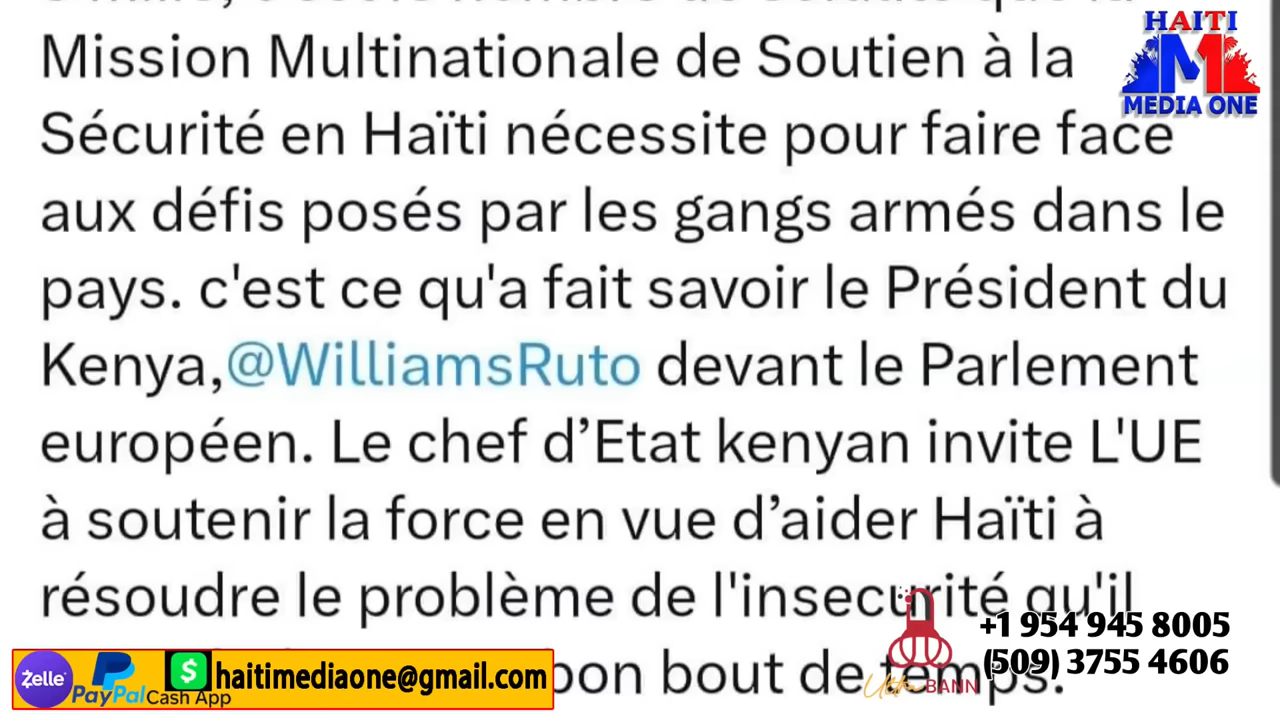 Mission Multinationale de Soutien à la
Sécurité en Haïti nécessite pour faire face
aux défis posés par les gangs armés dans le
pays. c'est ce qu'a fait savoir le Président du
Kenya,@WilliamsRuto devant le Parlement
européen. Le chef d’Etat kenyan invite L'UE
à soutenir la force en vue d’aider Haïti à
résoudre le problème de l'insecurité qu'il
bon bout de temps.
HAITI
M
MEDIA ONE
Zelle
PayPal
$
Cash App
haitimediaone@gmail.com
BANN
+1 954 945 8005
(509) 3755 4606